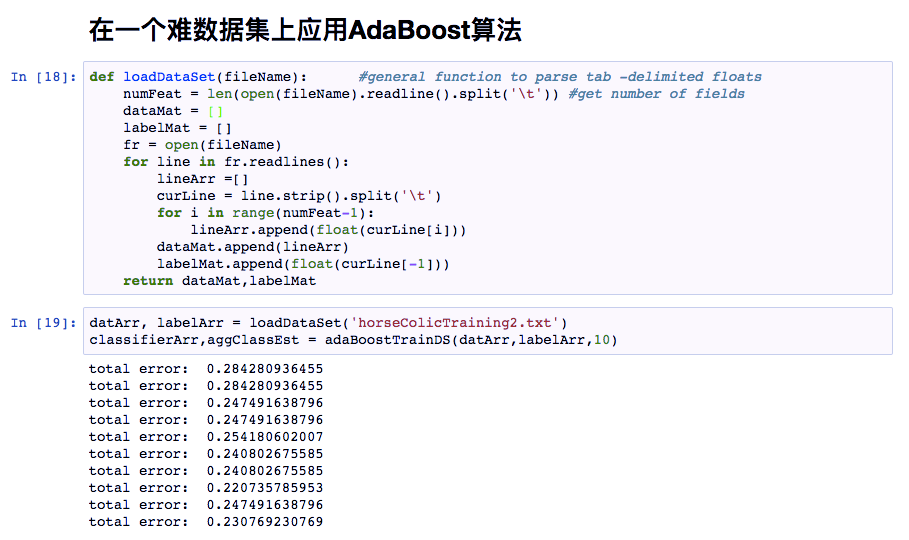 在一个难数据集上应用AdaBoost算法
In [18]: def loadDataSet(fileName):      #general function to parse tab -delimited floats
    numFeat = len(open(fileName).readline().split('\t')) #get number of fields
    dataMat = []
    labelMat = []
    fr = open(fileName)
    for line in fr.readlines():
        lineArr =[]
        curLine = line.strip().split('\t')
        for i in range(numFeat-1):
            lineArr.append(float(curLine[i]))
        dataMat.append(lineArr)
        labelMat.append(float(curLine[-1]))
    return dataMat,labelMat
In [19]: datArr, labelArr = loadDataSet('horseColicTraining2.txt')
classifierArr,aggClassEst = adaBoostTrainDS(datArr,labelArr,10)
total error:  0.284280936455
total error:  0.284280936455
total error:  0.247491638796
total error:  0.247491638796
total error:  0.254180602007
total error:  0.240802675585
total error:  0.240802675585
total error:  0.220735785953
total error:  0.247491638796
total error:  0.230769230769